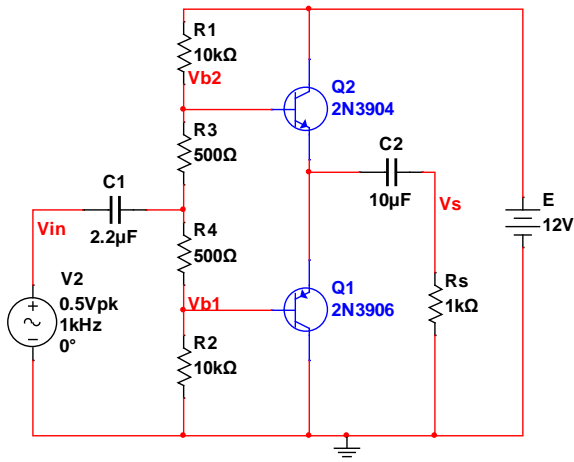 R1
10kΩ
Vb2
Q2
2N3904
R3
500Ω
C1
2.2µF
Vin
C2
10µF
Vs
E
12V
R4
500Ω
V2
0.5Vpk
1kHz
0°
Vb1
Q1
2N3906
Rs
1kΩ
R2
10kΩ